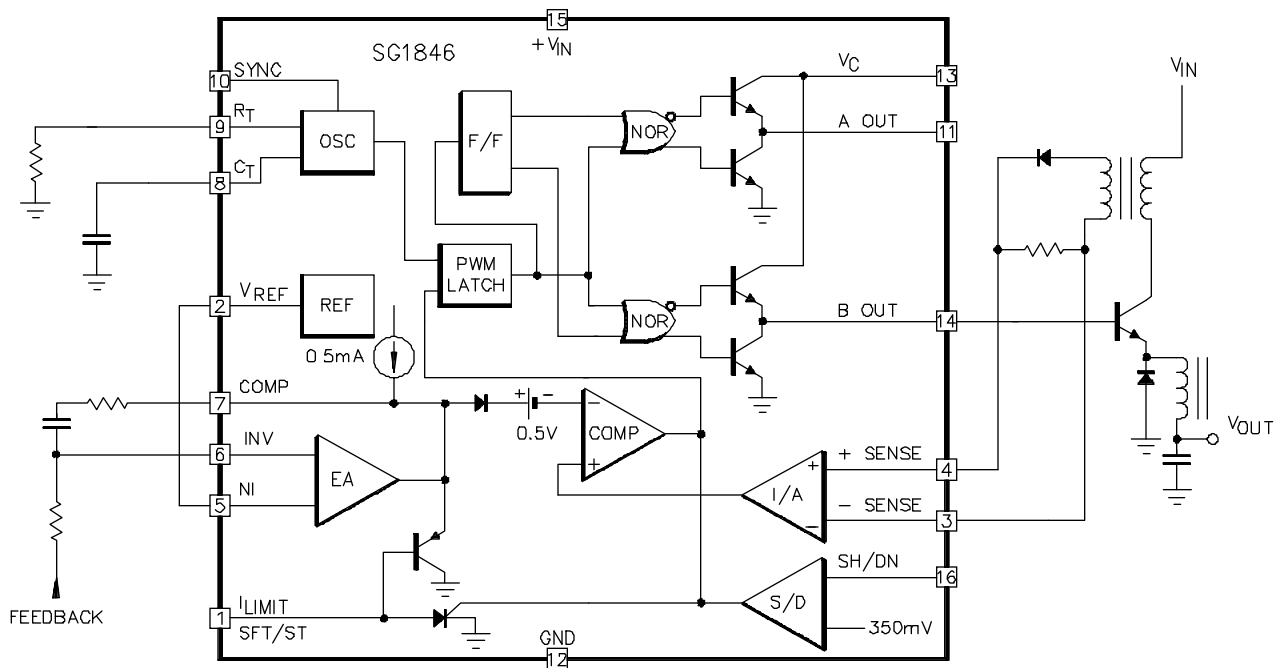 15
+VIN
SG1846
10 SYNC
RT
9
OSC
CT
8
F/F
NOR
VC
13
A OUT
11
VIN
PWM
LATCH
VREF
2
REF
0 5mA
NOR
B OUT
14
COMP
7
+ -
0.5V
-
COMP
+
INV
6
EA
NI
5
VOUT
+ SENSE
+
4
I/A
- SENSE
-
3
SH/DN
16
S/D
350mV
FEEDBACK
ILIMIT
1
SFT/ST
GND
12